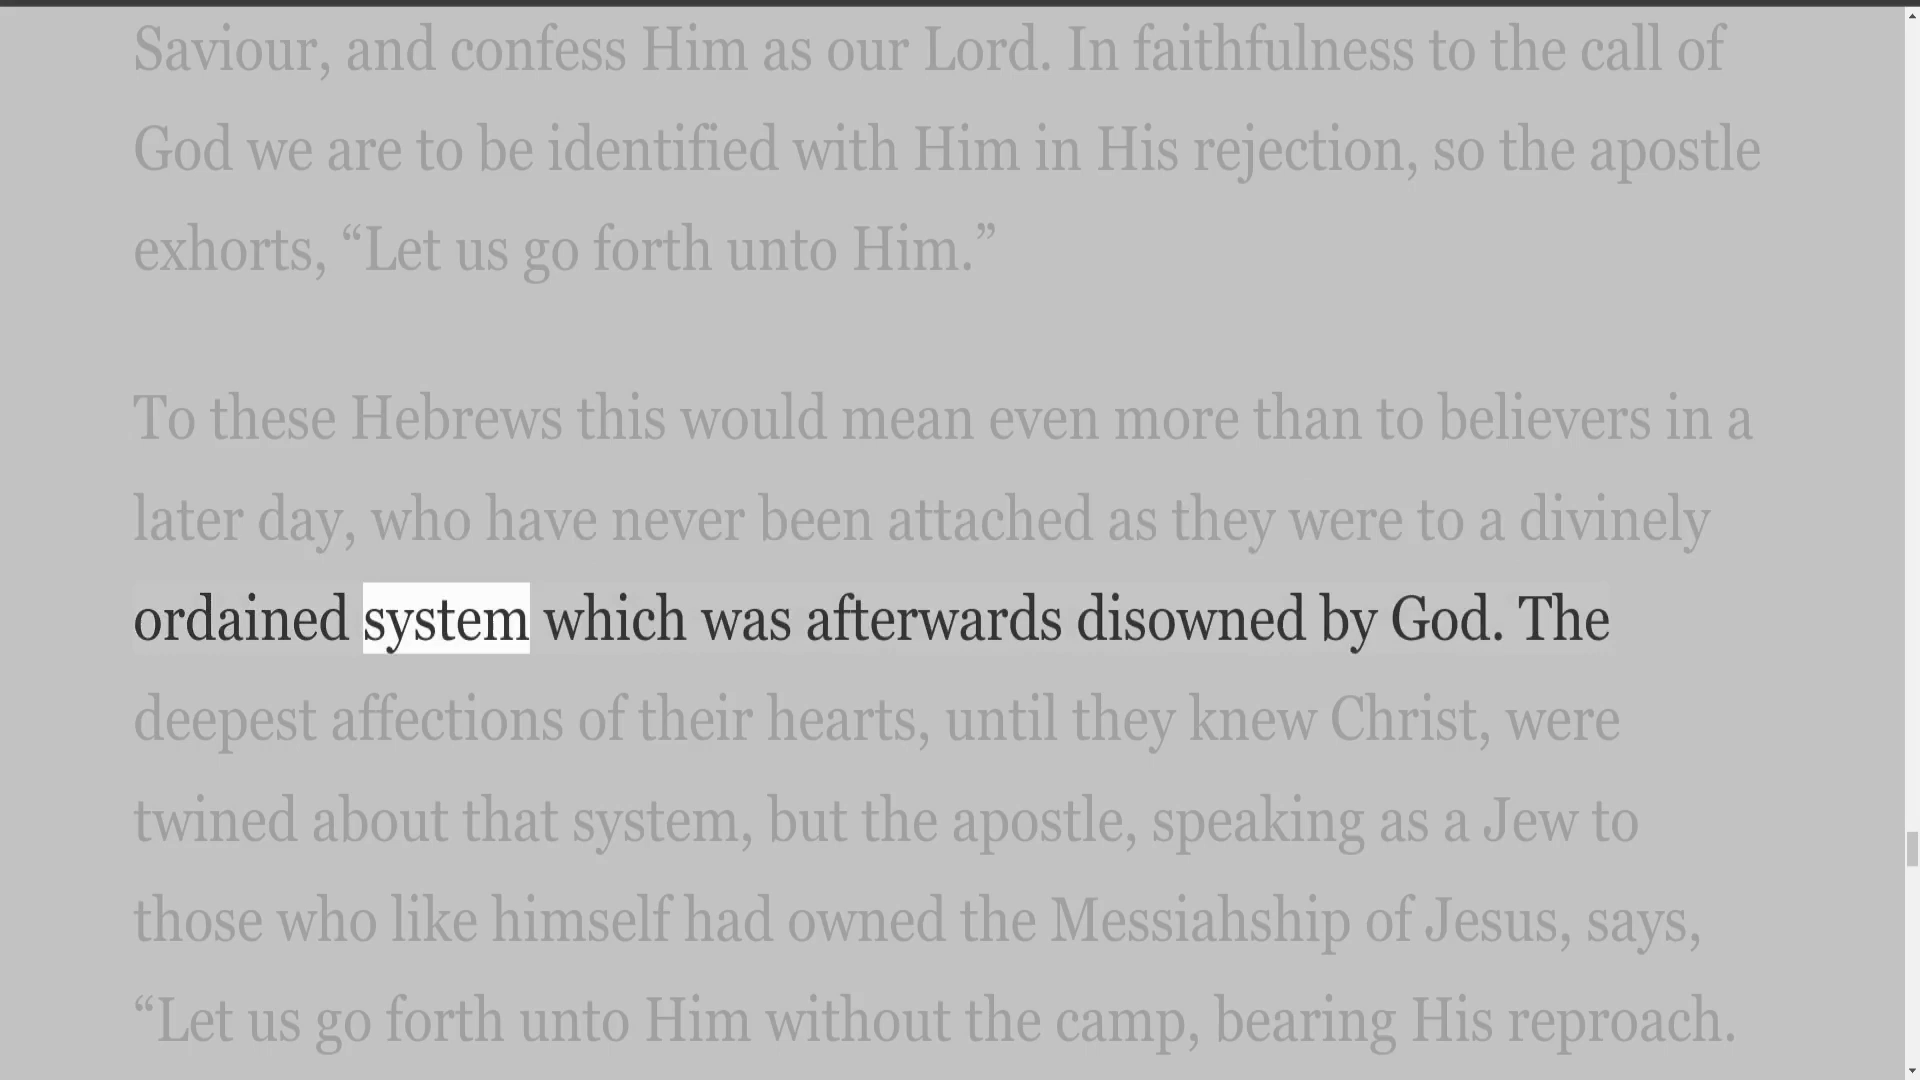 Saviour, and confess Him as our Lord. In faithfulness to the call of
God we are to be identified with Him in His rejection, so the apostle
exhorts, “Let us go forth unto Him.”
To these Hebrews this would mean even more than to believers in a
later day, who have never been attached as they were to a divinely
ordained system which was afterwards disowned by God. The
deepest affections of their hearts, until they knew Christ, were
twined about that system, but the apostle, speaking as a Jew to
those who like himself had owned the Messiahship of Jesus, says,
“Let us go forth unto Him without the camp, bearing His reproach.